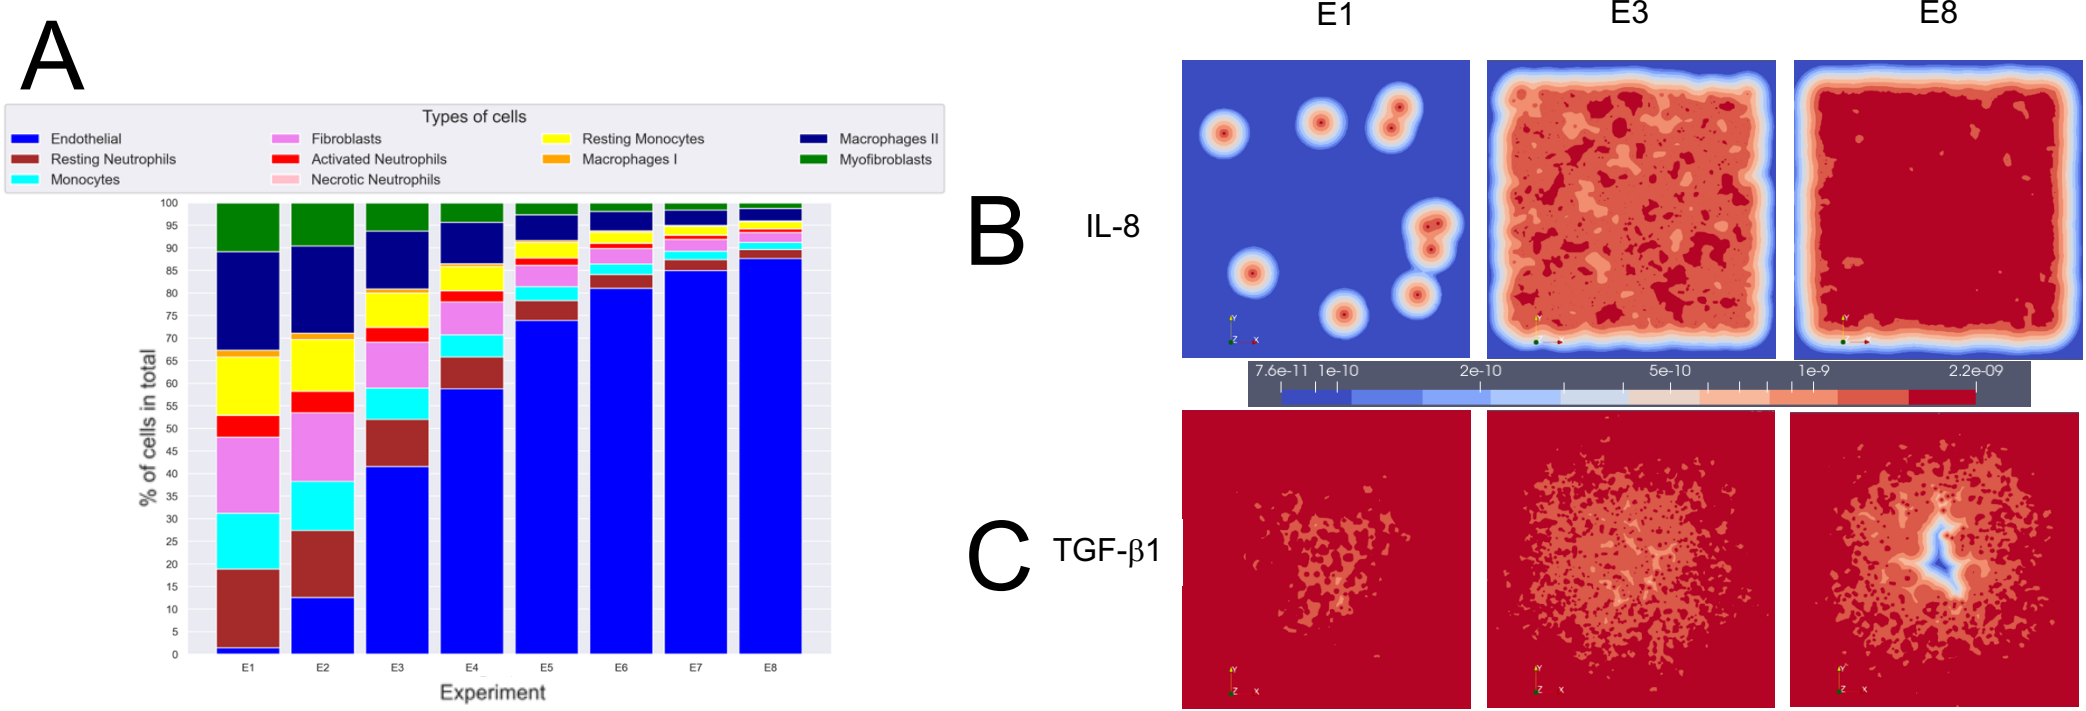 A
Types of cells
Endothelial Fibroblasts Resting Monocytes Macrophages II
Resting Neutrophils Activated Neutrophils Macrophages I Myofibroblasts
Monocytes Necrotic Neutrophils
% of cells in total
100
95
90
85
80
75
70
65
60
55
50
45
40
35
30
25
20
15
10
5
0
E1 E2 E3 E4 E5 E6 E7 E8
Experiment
E1 E3 E8
B IL-8
Y Y Y
Z X
7.6e-11 1e-10 2e-10 5e-10 1e-9 2.2e-09
C TGF-β1
Y Y Y
Z X Z X Z X